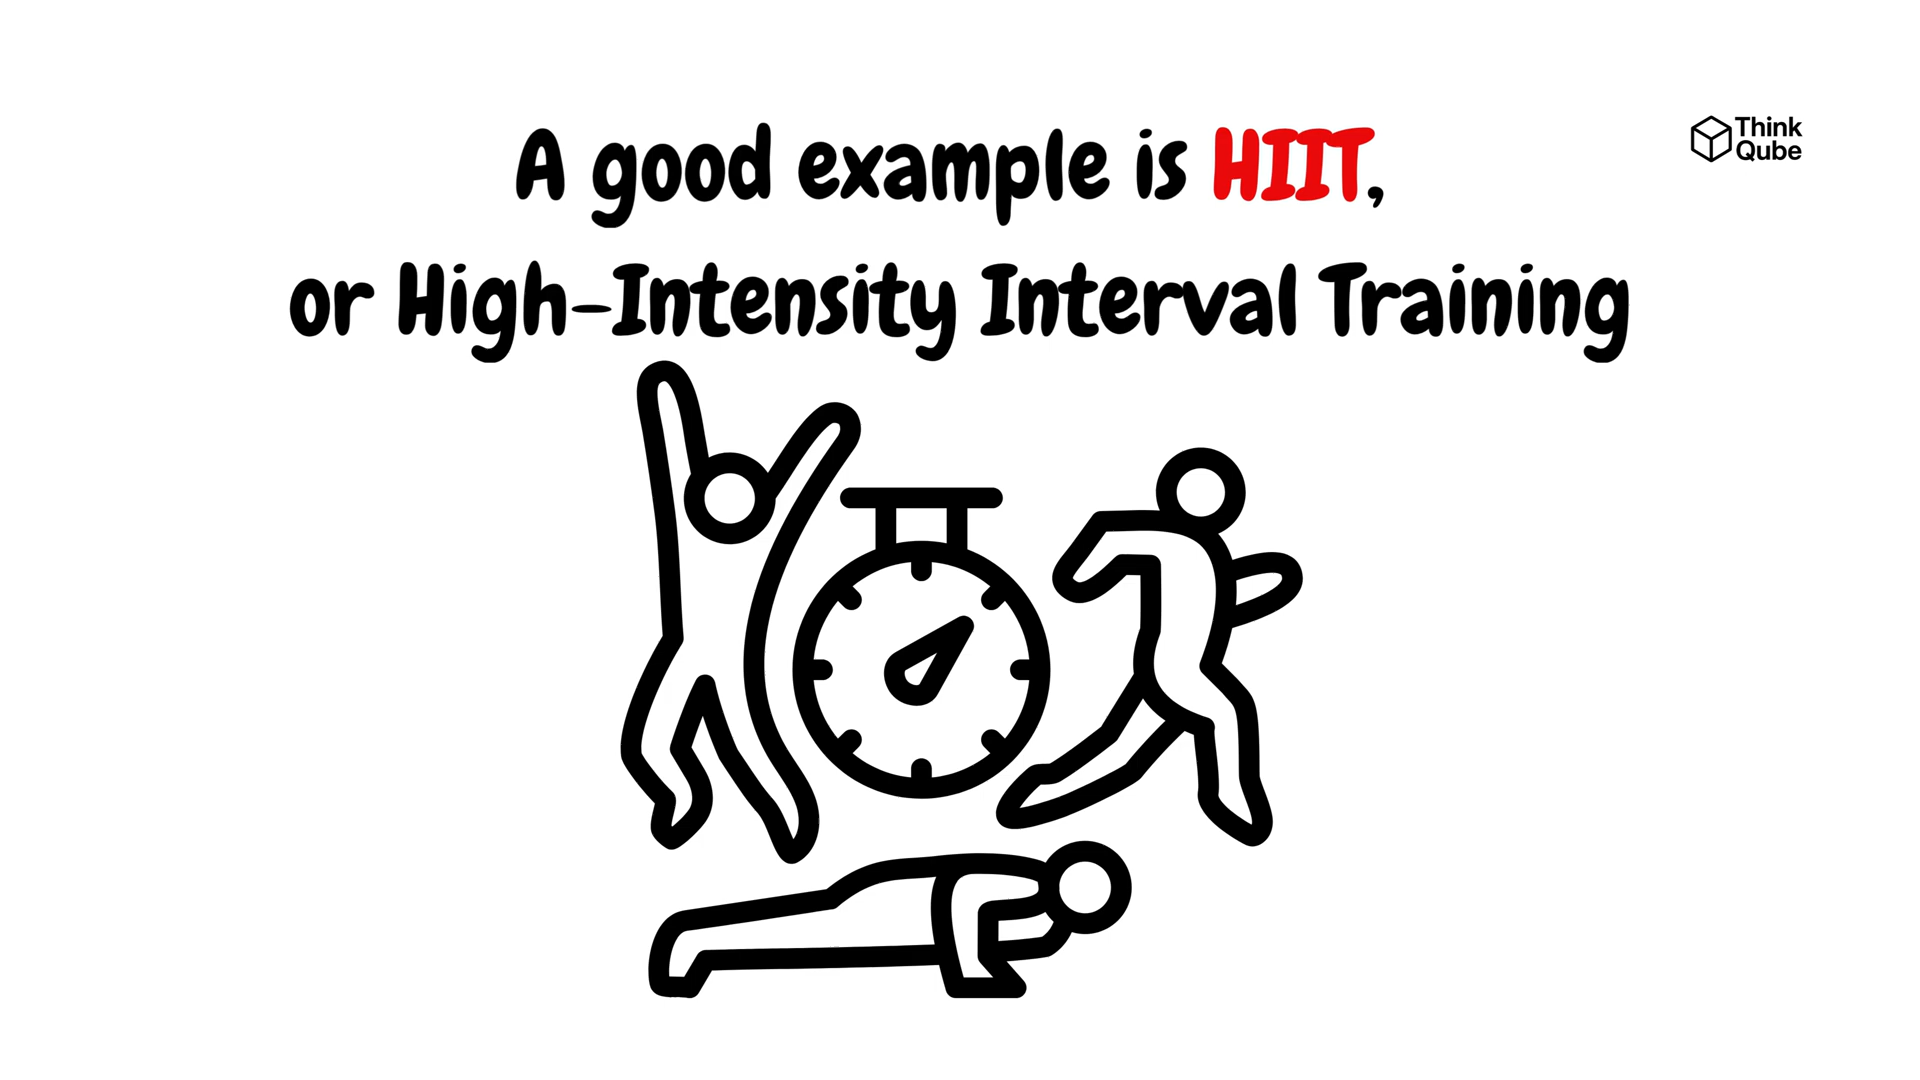 A good example is HIIT,
or High-Intensity Interval Training
Think
Qube